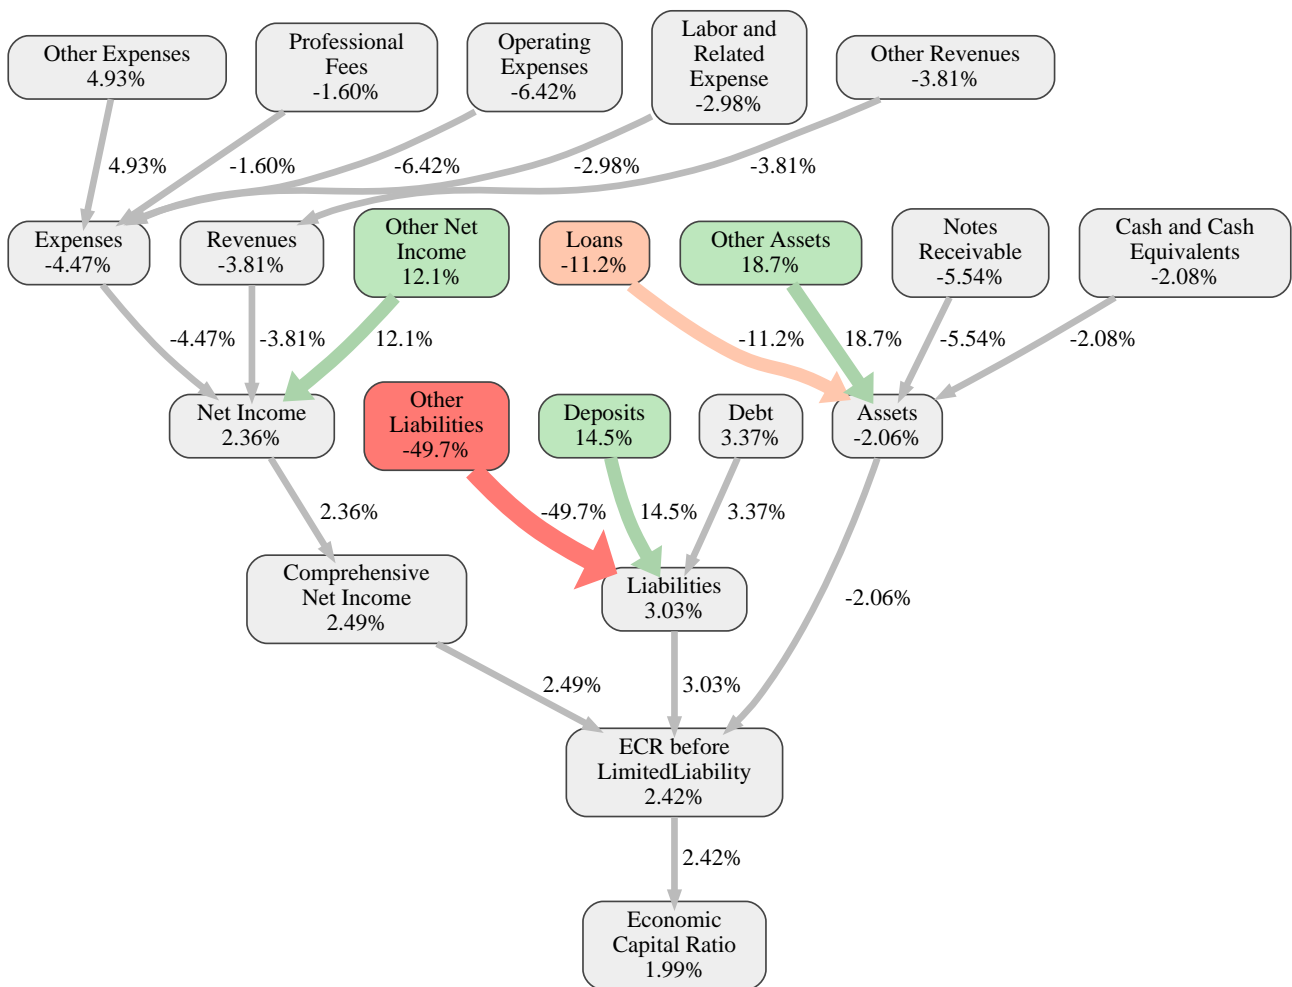 Other Expenses
4.93%
Professional
Fees
-1.60%
Operating
Expenses
-6.42%
Labor and
Related
Expense
-2.98%
Other Revenues
-3.81%
4.93%
-1.60%
-6.42%
-2.98%
-3.81%
Expenses
-4.47%
Revenues
-3.81%
Other Net
Income
12.1%
Loans
-11.2%
Other Assets
18.7%
Notes
Receivable
-5.54%
Cash and Cash
Equivalents
-2.08%
-4.47%
-3.81%
12.1%
-11.2%
18.7%
-5.54%
-2.08%
Net Income
2.36%
Other
Liabilities
-49.7%
Deposits
14.5%
Debt
3.37%
Assets
-2.06%
2.36%
-49.7%
14.5%
3.37%
Comprehensive
Net Income
2.49%
Liabilities
3.03%
-2.06%
2.49%
3.03%
ECR before
LimitedLiability
2.42%
2.42%
Economic
Capital Ratio
1.99%